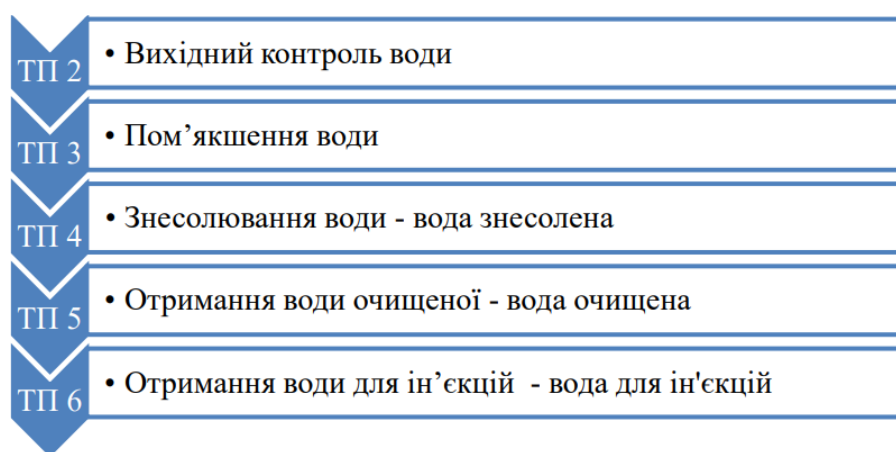 ТП 2 • Вихідний контроль води
ТП 3 • Пом’якшення води
ТП 4 • Знесолювання води - вода знесолена
ТП 5 • Отримання води очищеної - вода очищена
ТП 6 • Отримання води для ін’єкцій - вода для ін'єкцій